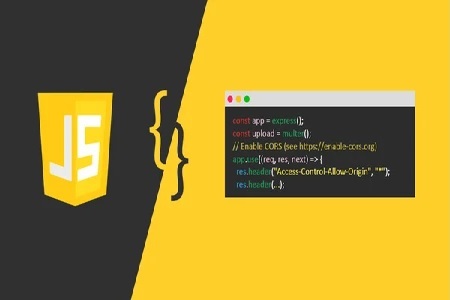 JS
{
}
const app = express();
const upload = multer();
// Enable CORS (see https://enable-cors.org)
app.use((req, res, next) => {
res.header("Access-Control-Allow-Origin", "*");
res.header(...);